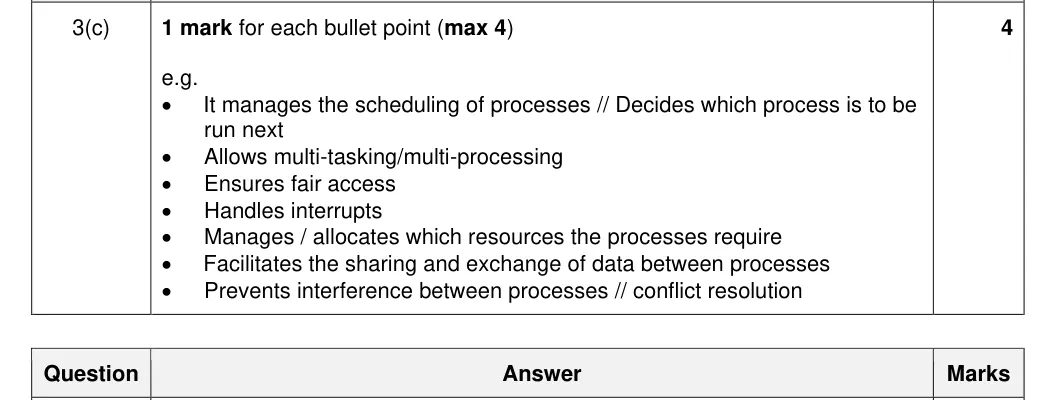 3(c) 1 mark for each bullet point (max 4) 4
e.g.
• It manages the scheduling of processes // Decides which process is to be
run next
• Allows multi-tasking/multi-processing
• Ensures fair access
• Handles interrupts
• Manages / allocates which resources the processes require
• Facilitates the sharing and exchange of data between processes
• Prevents interference between processes // conflict resolution
Question Answer Marks